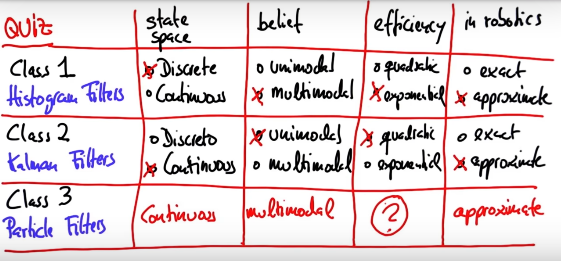 QUIZ state space belief efficiency in robotics
Class 1 Discrete unimodal quadratic exact
Histogram Filters Continuous multimodal exponential approximate
Class 2 Discrete unimodal quadratic exact
Kalman Filters Continuous multimodal exponential approximate
Class 3
Particle Filters Continuous multimodal ? approximate